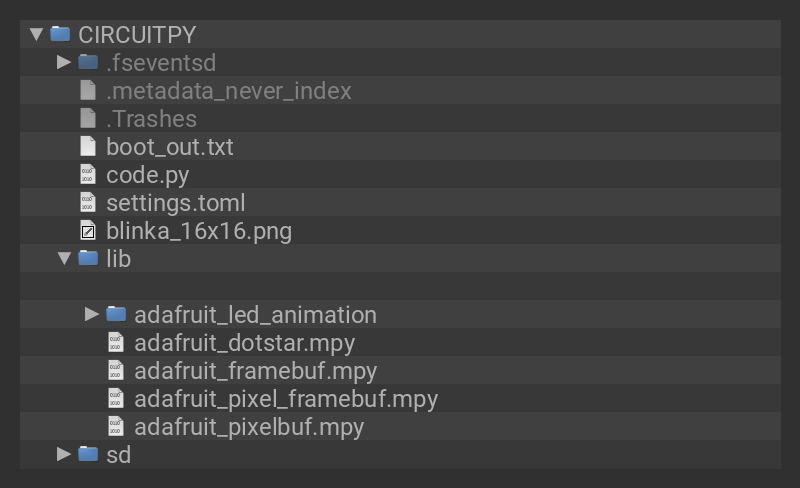 CIRCUITPY
.fseventsd
.metadata_never_index
.Trashes
boot_out.txt
code.py
settings.toml
blinka_16x16.png
lib
adafruit_led_animation
adafruit_dotstar.mpy
adafruit_framebuf.mpy
adafruit_pixel_framebuf.mpy
adafruit_pixelbuf.mpy
sd